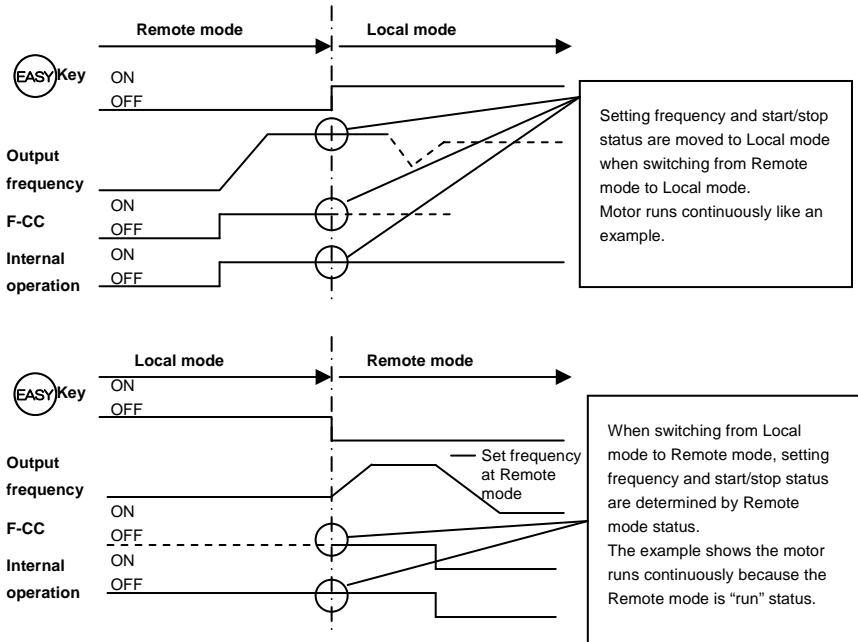 Remote mode
Local mode
EASY Key
ON
OFF
Output
frequency
F-CC
ON
OFF
Internal
operation
ON
OFF
Setting frequency and start/stop
status are moved to Local mode
when switching from Remote
mode to Local mode.
Motor runs continuously like an
example.
Local mode
Remote mode
EASY Key
ON
OFF
Output
frequency
Set frequency
at Remote
mode
F-CC
ON
OFF
Internal
operation
ON
OFF
When switching from Local
mode to Remote mode, setting
frequency and start/stop status
are determined by Remote
mode status.
The example shows the motor
runs continuously because the
Remote mode is “run” status.